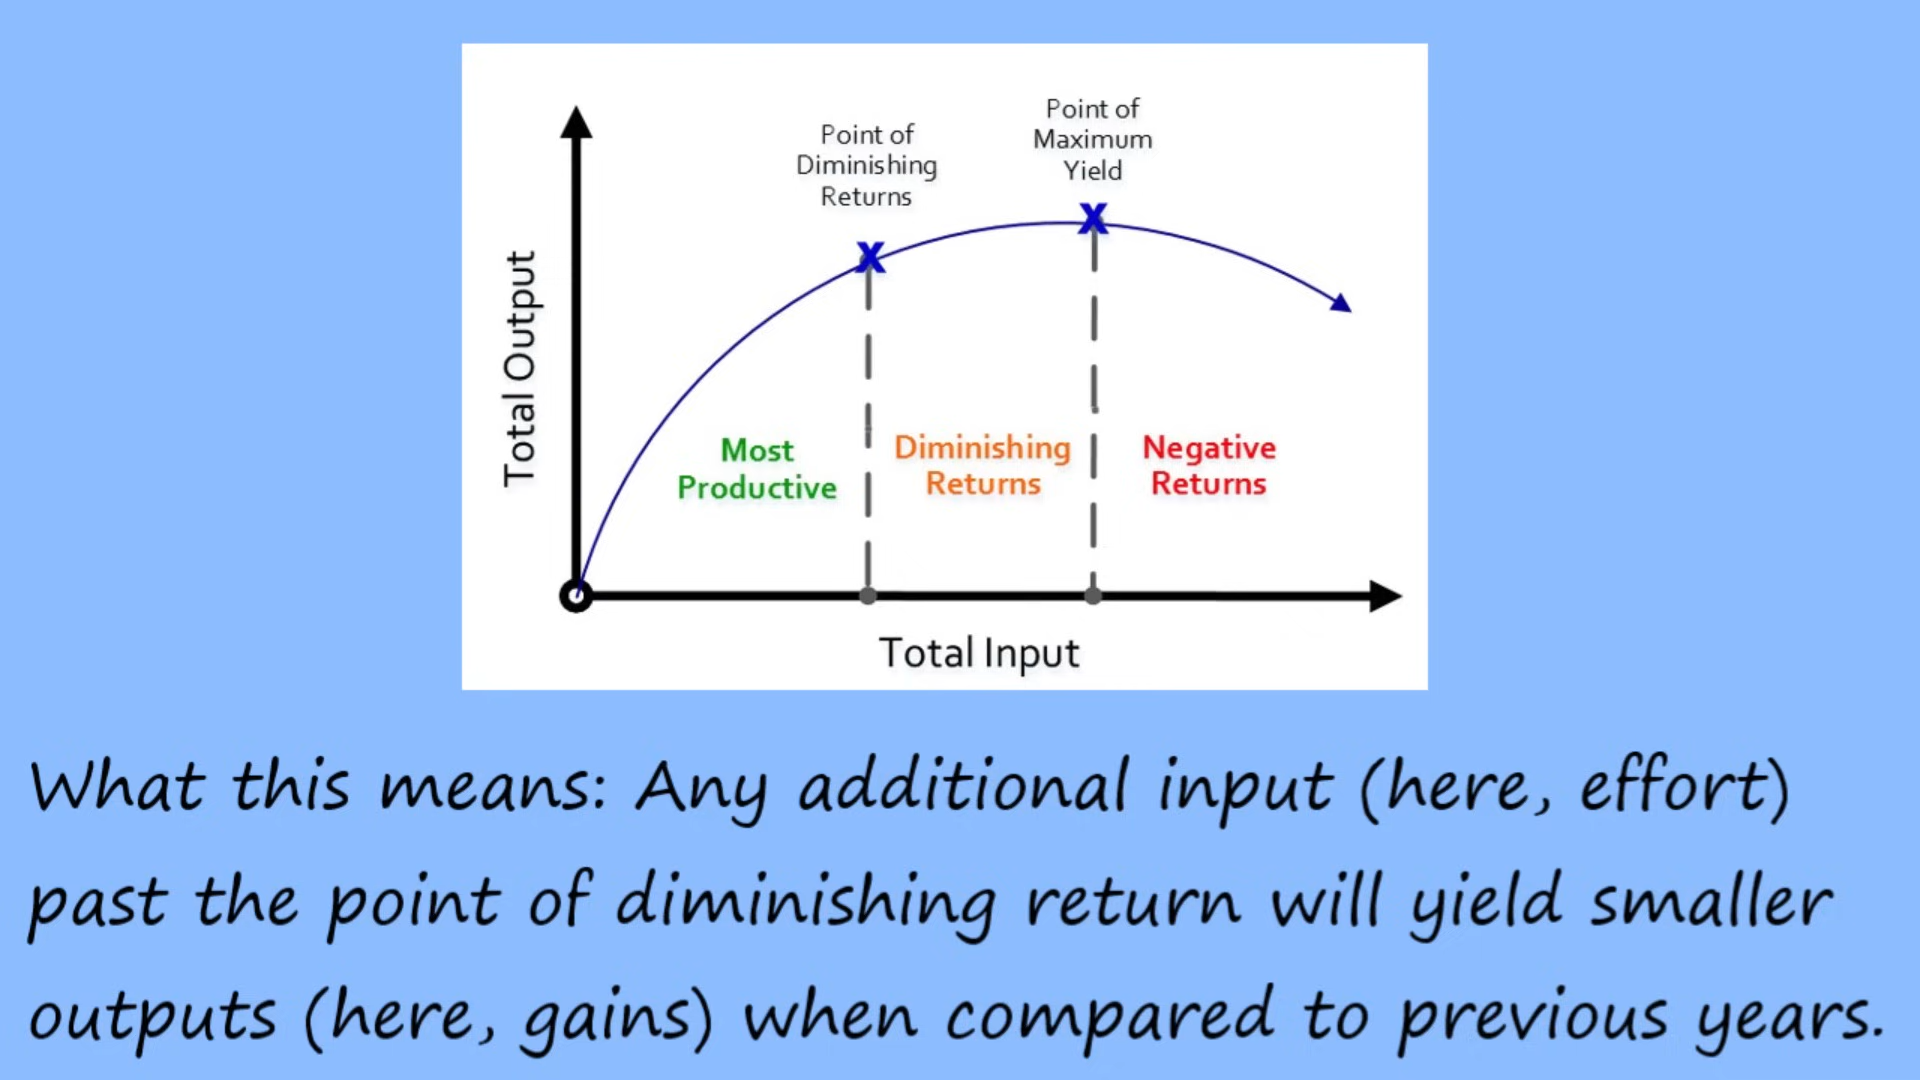 Point of
Diminishing
Returns
Point of
Maximum
Yield
X
X
Total Output
Most
Productive
Diminishing
Returns
Negative
Returns
Total Input
What this means: Any additional input (here, effort)
past the point of diminishing return will yield smaller
outputs (here, gains) when compared to previous years.